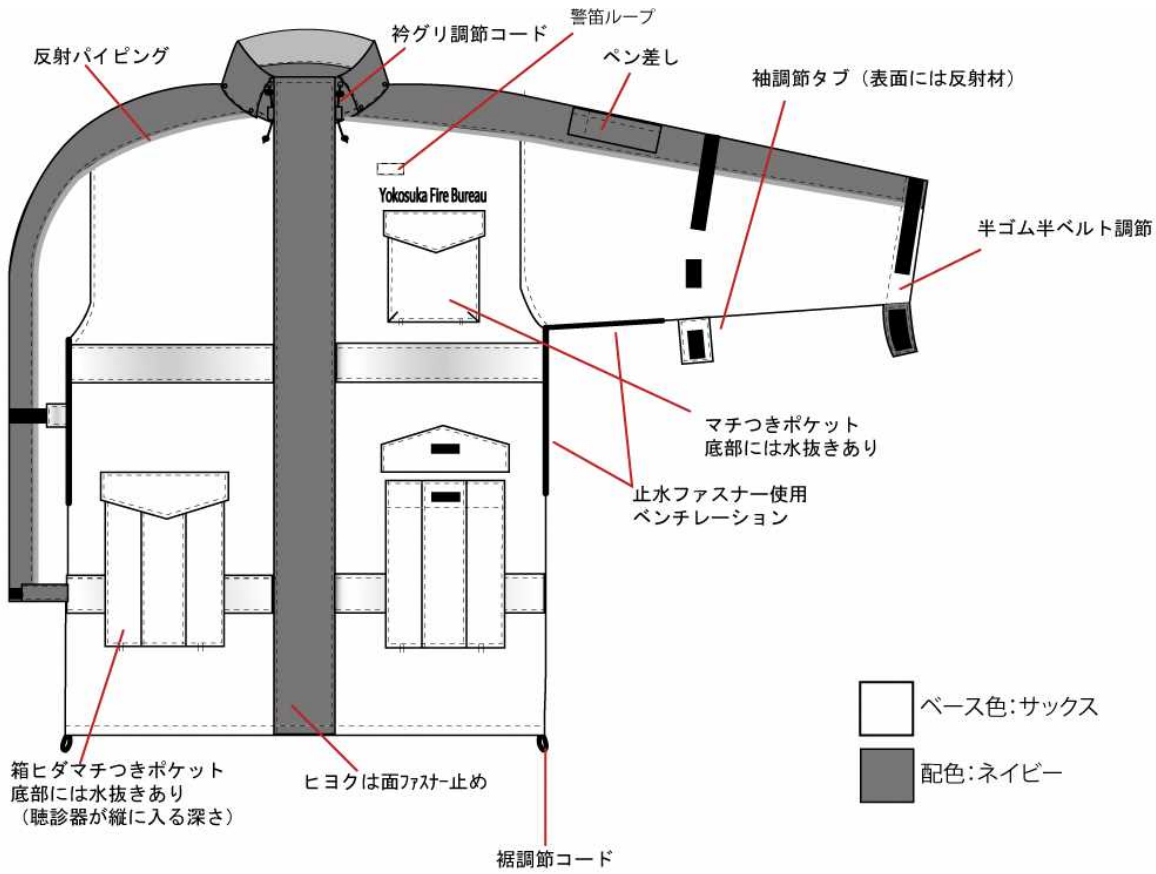 警笛ループ
衿グリ調節コード
反射パイピング
ペン差し
袖調節タブ（表面には反射材）
Yokosuka Fire Bureau
半ゴム半ベルト調節
マチつきポケット
底部には水抜きあり
止水ファスナー使用
ベンチレーション
ベース色：サックス
配色：ネイビー
箱ヒダマチつきポケット
底部には水抜きあり
（聴診器が縦に入る深さ）
ヒヨクは面ﾌｧｽﾅｰ止め
裾調節コード